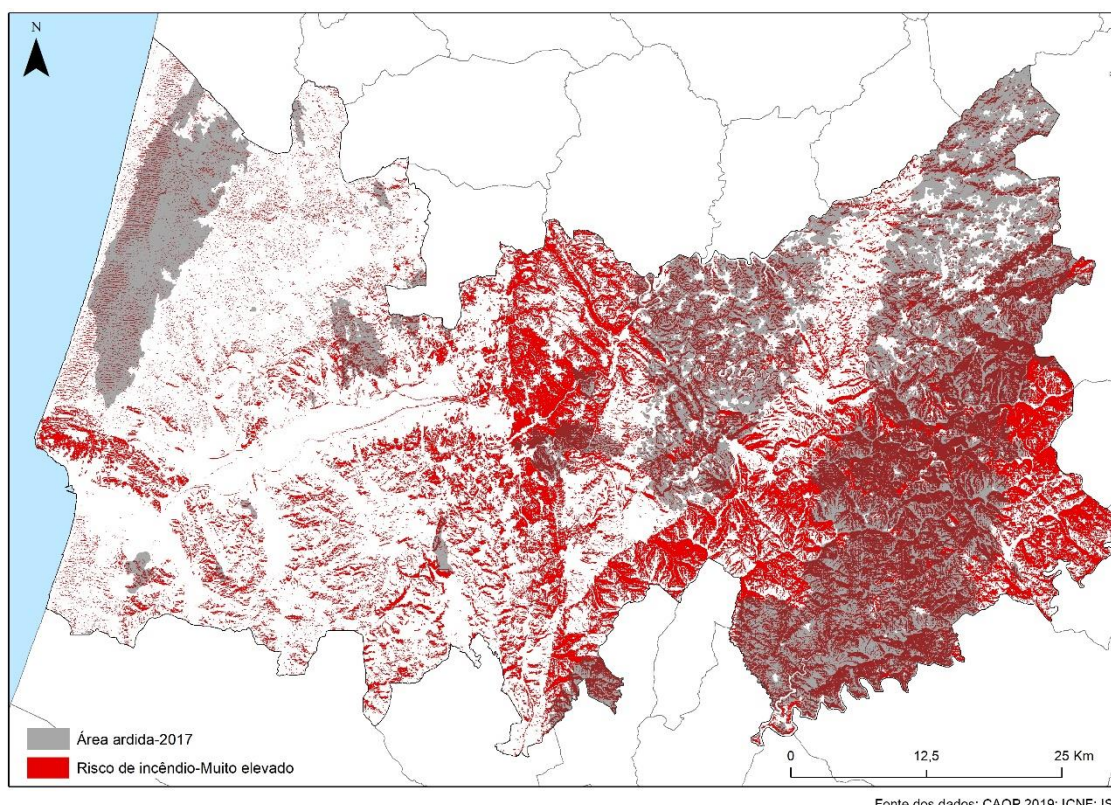 N
Área ardida-2017
Risco de incêndio-Muito elevado
0 12,5 25 Km
Fonte dos dados: CAOP 2019; ICNF;